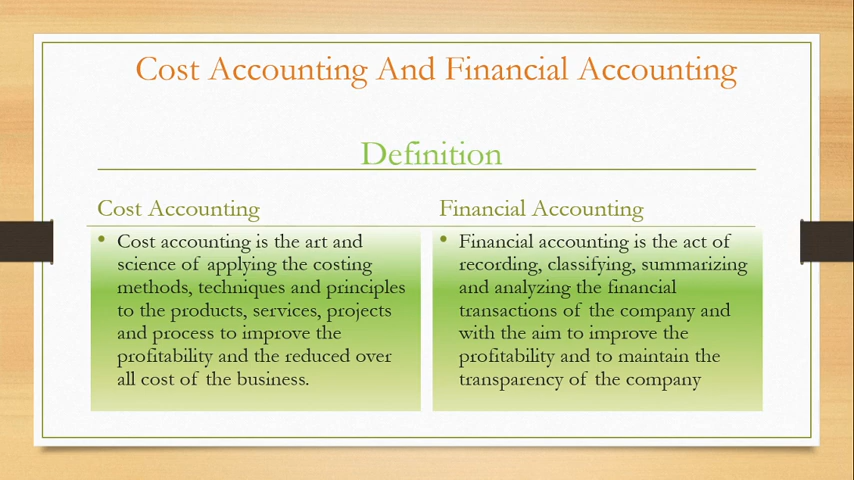 Cost Accounting And Financial Accounting
Definition
Cost Accounting
• Cost accounting is the art and
science of applying the costing
methods, techniques and principles
to the products, services, projects
and process to improve the
profitability and the reduced over
all cost of the business.
Financial Accounting
• Financial accounting is the act of
recording, classifying, summarizing
and analyzing the financial
transactions of the company and
with the aim to improve the
profitability and to maintain the
transparency of the company